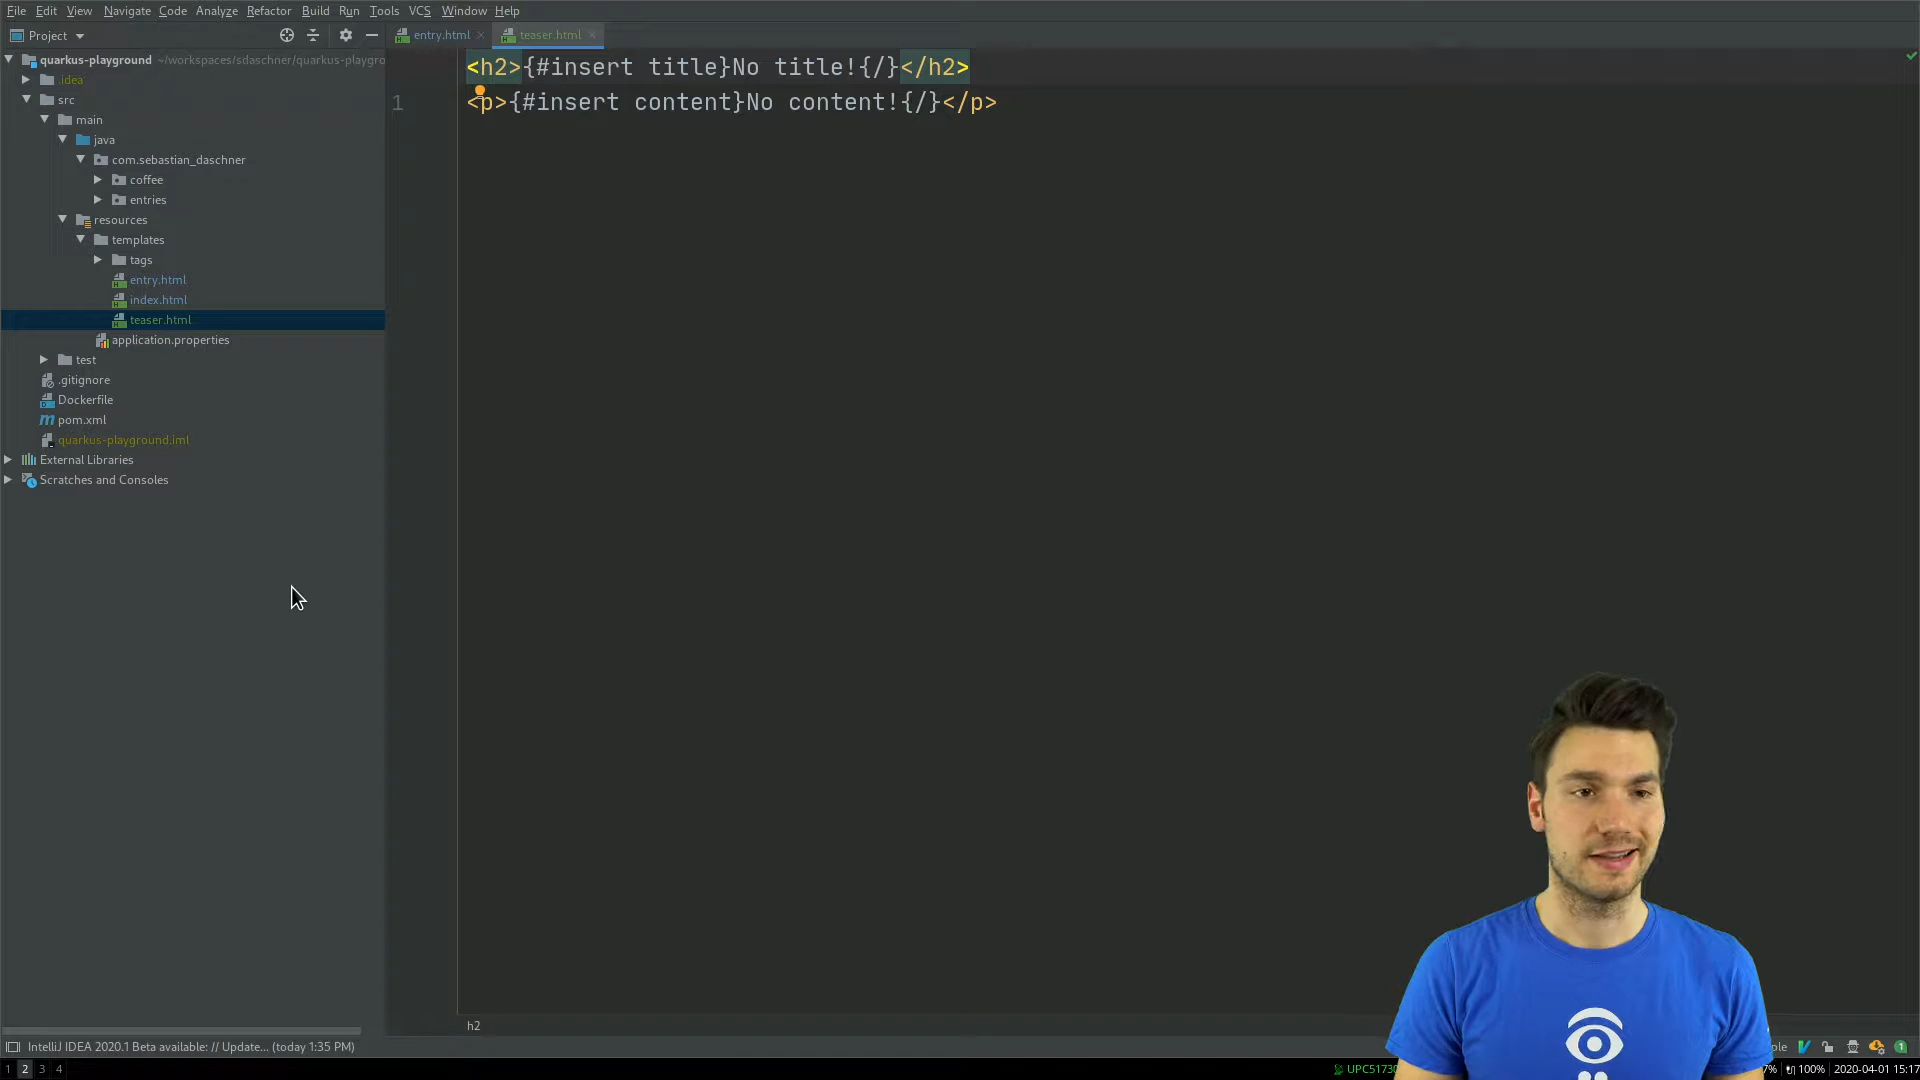 File Edit View Navigate Code Analyze Refactor Build Run Tools VCS Window Help
Project
entry.html
teaser.html
quarkus-playground ~/workspaces/sdaschner/quarkus-playgro
.idea
src
main
java
com.sebastian_daschner
coffee
entries
resources
templates
tags
entry.html
index.html
teaser.html
application.properties
test
.gitignore
Dockerfile
pom.xml
quarkus-playground.iml
External Libraries
Scratches and Consoles
<h2>{#insert title}No title!{/}</h2>
1 <p>{#insert content}No content!{/}</p>
h2
IntelliJ IDEA 2020.1 Beta available: // Update... (today 1:35 PM)
ple
1 2 3 4
UPC51730
7% 100% 2020-04-01 15:17